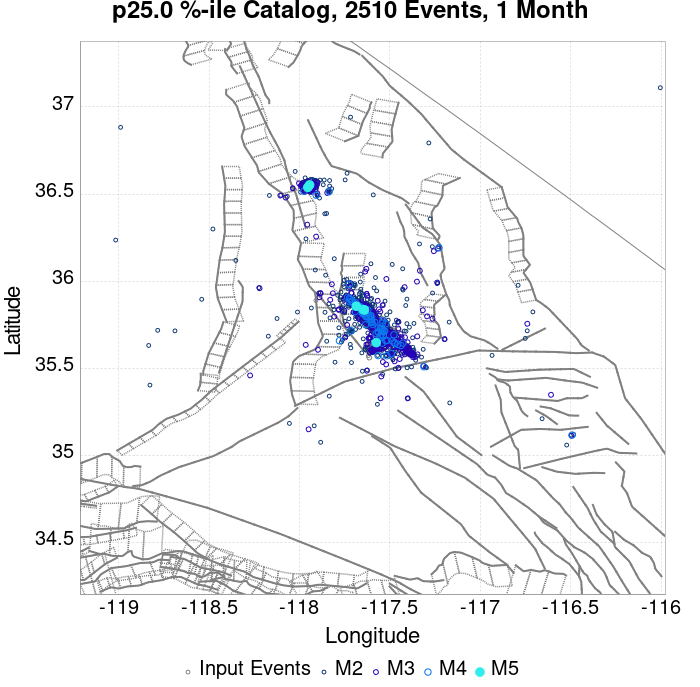 p25.0 %-ile Catalog, 2510 Events, 1 Month
37
36.5
36
35.5
35
34.5
Latitude
-119 -118.5 -118 -117.5 -117 -116.5 -116
Longitude
Input Events M2 M3 M4 M5